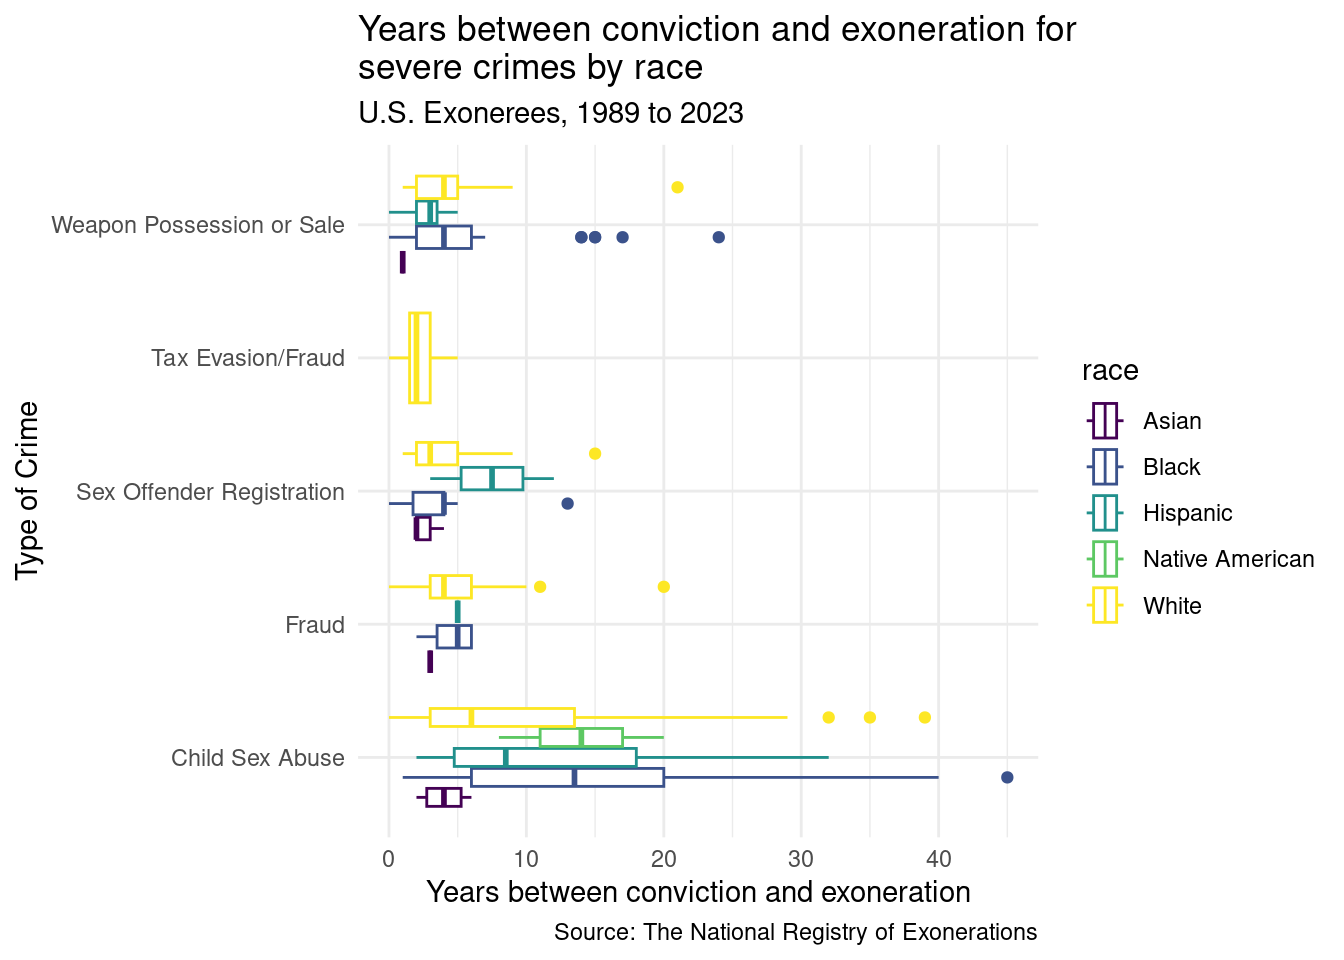 Years between conviction and exoneration for
severe crimes by race
U.S. Exonerees, 1989 to 2023
Type of Crime
Weapon Possession or Sale
Tax Evasion/Fraud
Sex Offender Registration
Fraud
Child Sex Abuse
0 10 20 30 40
Years between conviction and exoneration
Source: The National Registry of Exonerations
race
Asian
Black
Hispanic
Native American
White